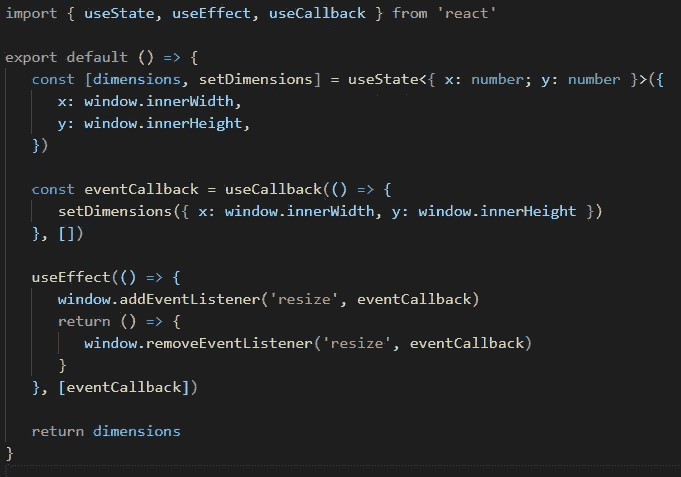 import { useState, useEffect, useCallback } from 'react'
export default () => {
const [dimensions, setDimensions] = useState<{ x: number; y: number }>({
x: window.innerWidth,
y: window.innerHeight,
})
const eventCallback = useCallback(() => {
setDimensions({ x: window.innerWidth, y: window.innerHeight })
}, [])
useEffect(() => {
window.addEventListener('resize', eventCallback)
return () => {
window.removeEventListener('resize', eventCallback)
}
}, [eventCallback])
return dimensions
}